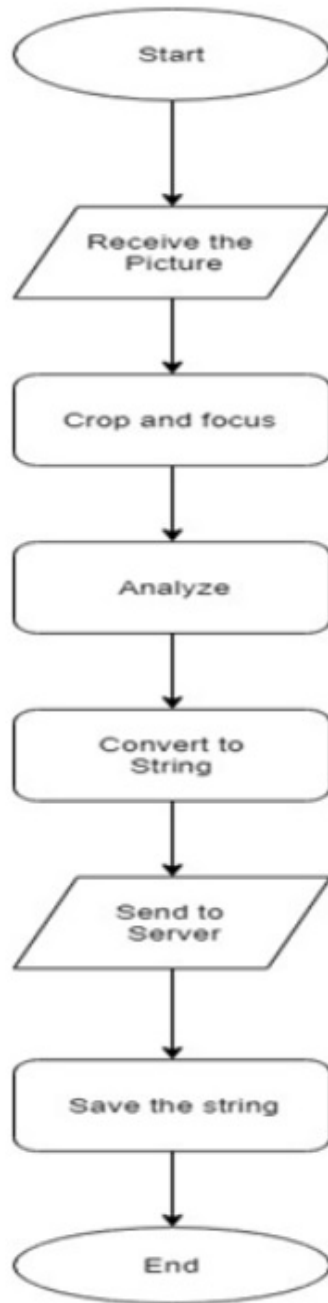 Start
Receive the
Picture
Crop and focus
Analyze
Convert to
String
Send to
Server
Save the string
End